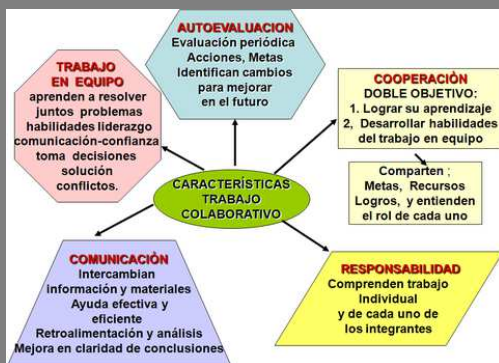 AUTOEVALUACION
Evaluación periódica
Acciones, Metas
Identifican cambios
para mejorar
en el futuro
TRABAJO
EN EQUIPO
aprenden a resolver
juntos problemas
habilidades liderazgo
comunicación-confianza
toma decisiones
solución
conflictos.
COOPERACIÓN
DOBLE OBJETIVO:
1. Lograr su aprendizaje
2, Desarrollar habilidades
del trabajo en equipo
Comparten ;
Metas, Recursos
Logros, y entienden
el rol de cada uno
CARACTERÍSTICAS
TRABAJO
COLABORATIVO
COMUNICACIÓN
Intercambian
información y materiales
Ayuda efectiva y
eficiente
Retroalimentación y análisis
Mejora en claridad de conclusiones
RESPONSABILIDAD
Comprenden trabajo
Individual
y de cada uno de
los integrantes